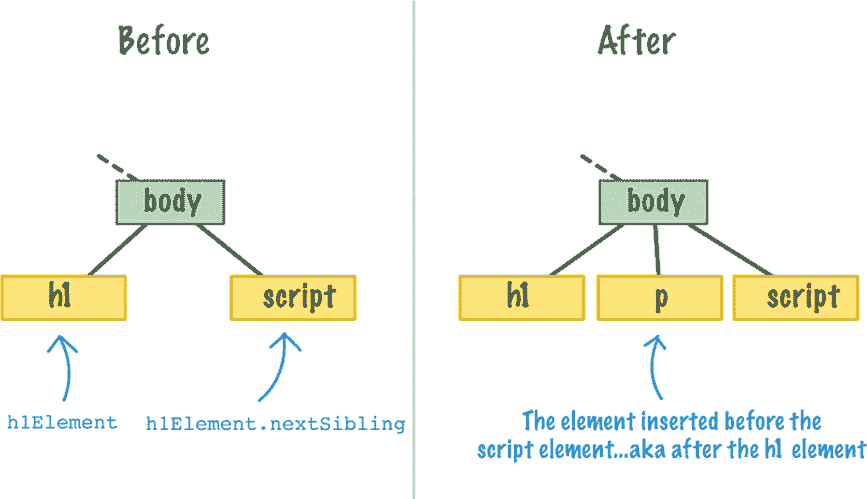 Before
body
h1
script
h1Element
h1Element.nextSibling
After
body
h1
p
script
The element inserted before the
script element...aka after the h1 element